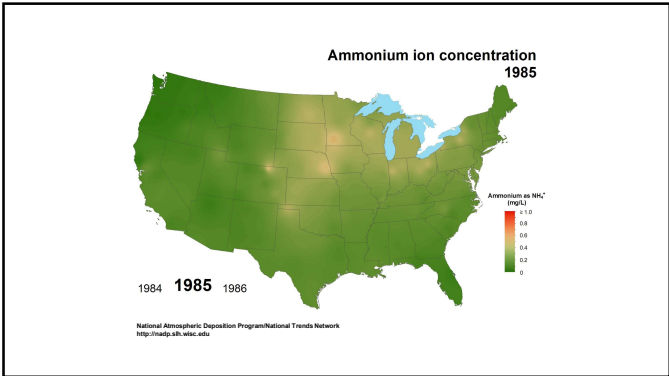 Ammonium ion concentration
1985
Ammonium as NH₄⁺
(mg/L)
≥ 1.0
0.8
0.6
0.4
0.2
0
1984 1985 1986
National Atmospheric Deposition Program/National Trends Network
http://nadp.slh.wisc.edu